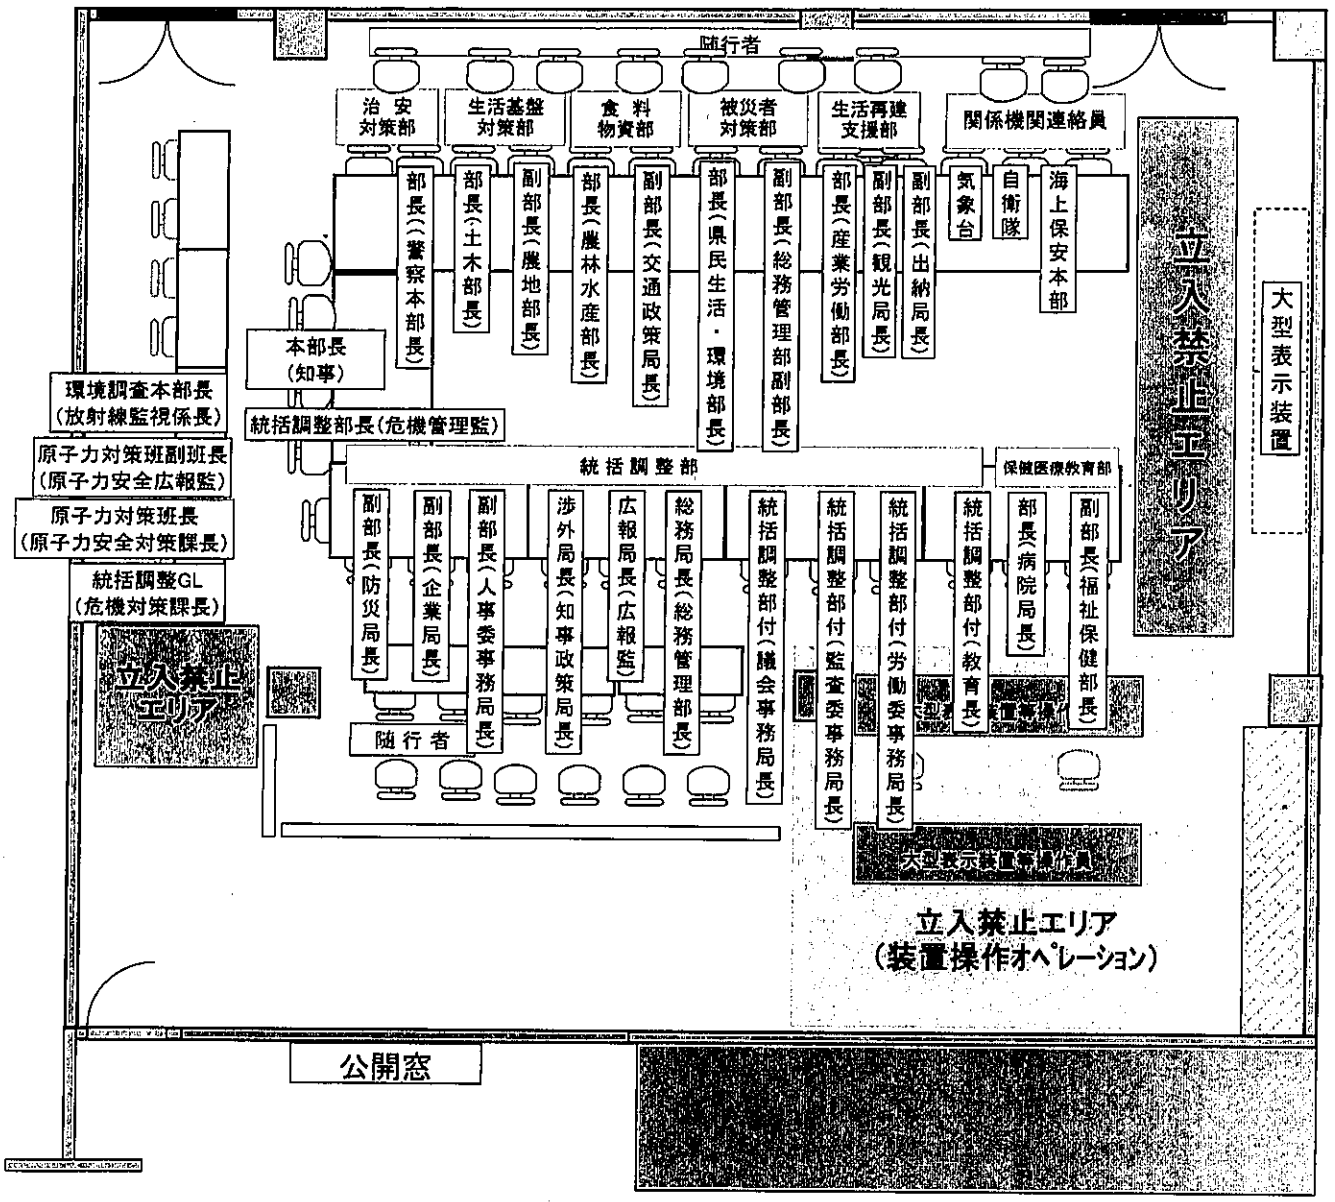 随行者
治安
対策部
生活基盤
対策部
食料
物資部
被災者
対策部
生活再建
支援部
関係機関連絡員
部長(警察本部長)
部長(土木部長)
副部長(農地部長)
部長(農林水産部長)
副部長(交通政策局長)
部長(県民生活・環境部長)
副部長(総務管理部副部長)
部長(産業労働部長)
副部長(観光局長)
副部長(出納局長)
気象台
自衛隊
海上保安本部
立入禁止エリア
大型表示装置
本部長
(知事)
統括調整部長(危機管理監)
環境調査本部長
(放射線監視係長)
原子力対策班副班長
(原子力安全広報監)
原子力対策班長
(原子力安全対策課長)
統括調整GL
(危機対策課長)
立入禁止
エリア
統括調整部
保健医療教育部
副部長(防災局長)
副部長(企業局長)
副部長(人事委事務局長)
渉外局長(知事政策局長)
広報局長(広報監)
総務局長(総務管理部長)
統括調整部付(議会事務局長)
統括調整部付(監査委事務局長)
統括調整部付(労働委事務局長)
統括調整部付(教育長)
部長(病院局長)
副部長(福祉保健部長)
随行者
大型表示装置等操作員
立入禁止エリア
(装置操作オペレーション)
公開窓